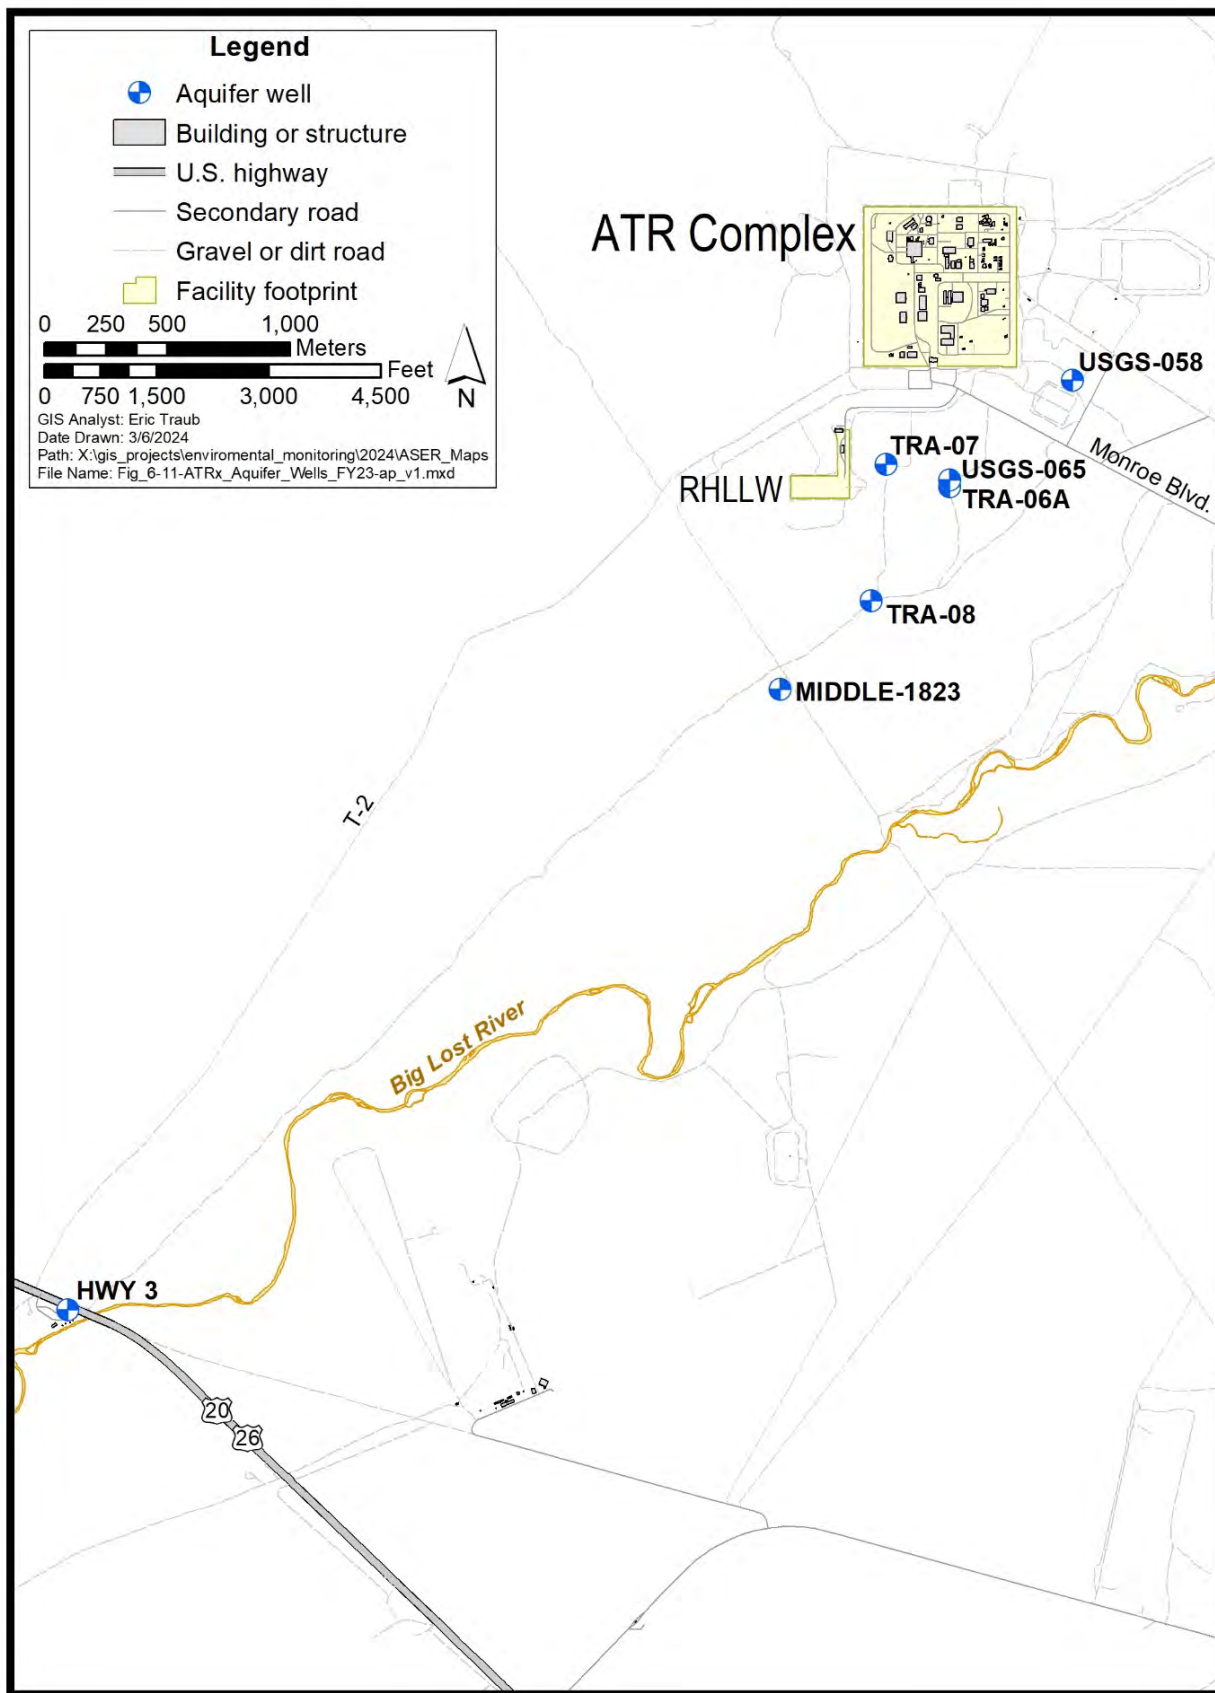 Legend
Aquifer well
Building or structure
U.S. highway
Secondary road
Gravel or dirt road
Facility footprint
0 250 500 1,000
Meters
Feet
0 750 1,500 3,000 4,500
N
GIS Analyst: Eric Traub
Date Drawn: 3/6/2024
Path: X:\gis_projects\enviromental_monitoring\2024\ASER_Maps
File Name: Fig_6-11-ATRx_Aquifer_Wells_FY23-ap_v1.mxd
ATR Complex
USGS-058
TRA-07
Monroe Blvd.
USGS-065
RHLLW
TRA-06A
TRA-08
MIDDLE-1823
T-2
Big Lost River
HWY 3
20
26